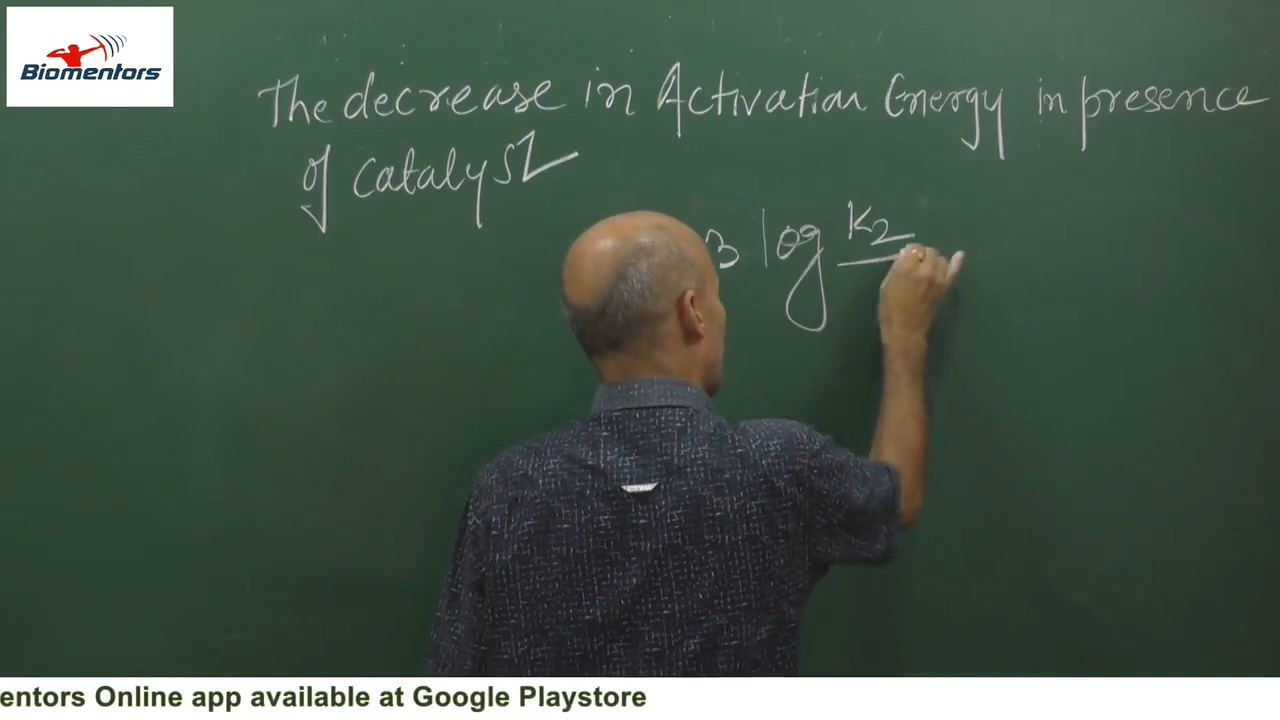 Biomentors
The decrease in Activation Energy in presence
of catalyst
3 log K2
entors Online app available at Google Playstore